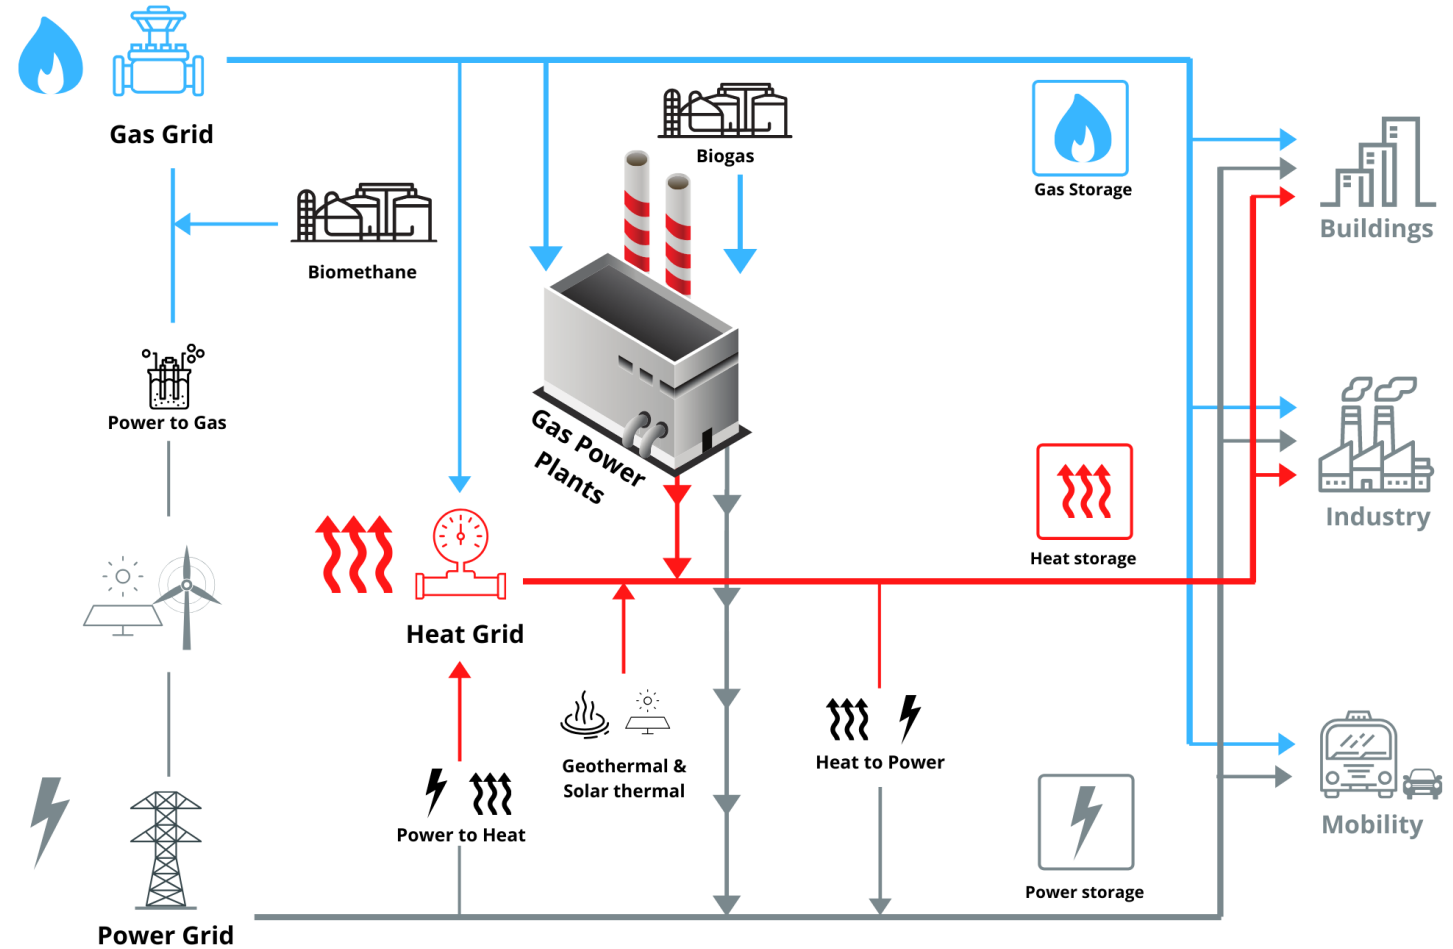 Gas Grid
Biogas
Gas Storage
Buildings
Biomethane
Power to Gas
Gas Power
Plants
Industry
Heat storage
Heat Grid
Geothermal &
Solar thermal
Heat to Power
Power to Heat
Mobility
Power storage
Power Grid